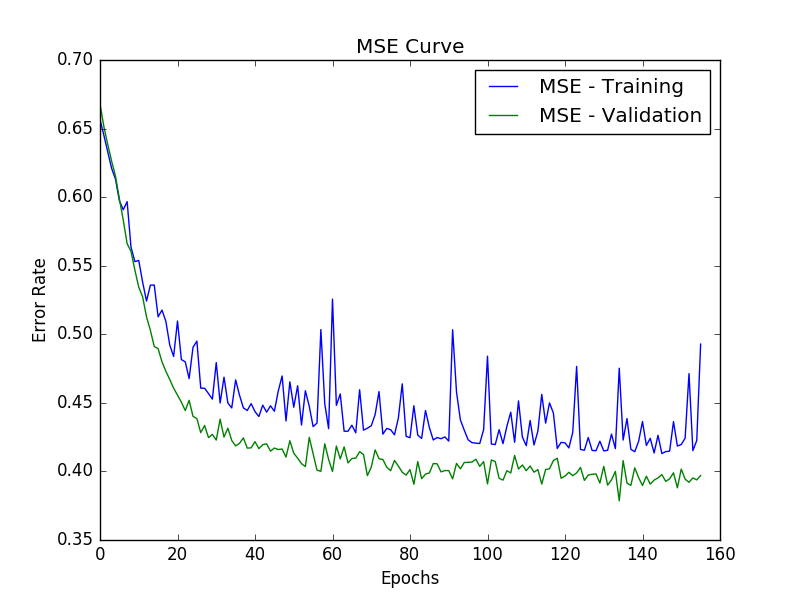 MSE Curve
MSE - Training
MSE - Validation
Error Rate
0.70
0.65
0.60
0.55
0.50
0.45
0.40
0.35
0 20 40 60 80 100 120 140 160
Epochs